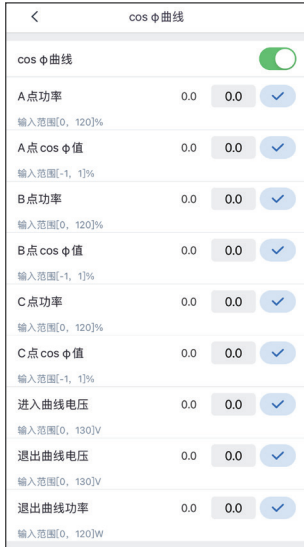 cos φ曲线
cos φ曲线
A点功率 0.0 0.0
输入范围[0，120]%
A点cos φ值 0.0 0.0
输入范围[-1，1]%
B点功率 0.0 0.0
输入范围[0，120]%
B点cos φ值 0.0 0.0
输入范围[-1，1]%
C点功率 0.0 0.0
输入范围[0，120]%
C点cos φ值 0.0 0.0
输入范围[-1，1]%
进入曲线电压 0.0 0.0
输入范围[0，130]V
退出曲线电压 0.0 0.0
输入范围[0，130]V
退出曲线功率 0.0 0.0
输入范围[0，120]W